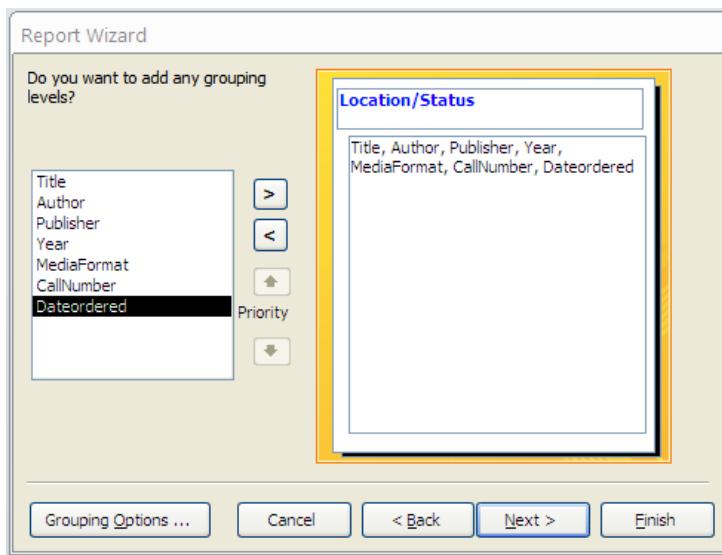 Report Wizard
Do you want to add any grouping
levels?
Title
Author
Publisher
Year
MediaFormat
CallNumber
Dateordered
>
<
Priority
Location/Status
Title, Author, Publisher, Year,
MediaFormat, CallNumber, Dateordered
Grouping Options ...
Cancel
< Back
Next >
Finish